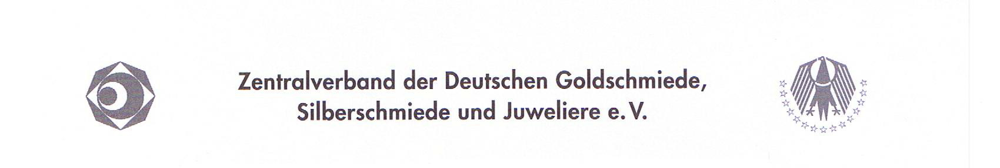 Zentralverband der Deutschen Goldschmiede,
Silberschmiede und Juweliere e.V.